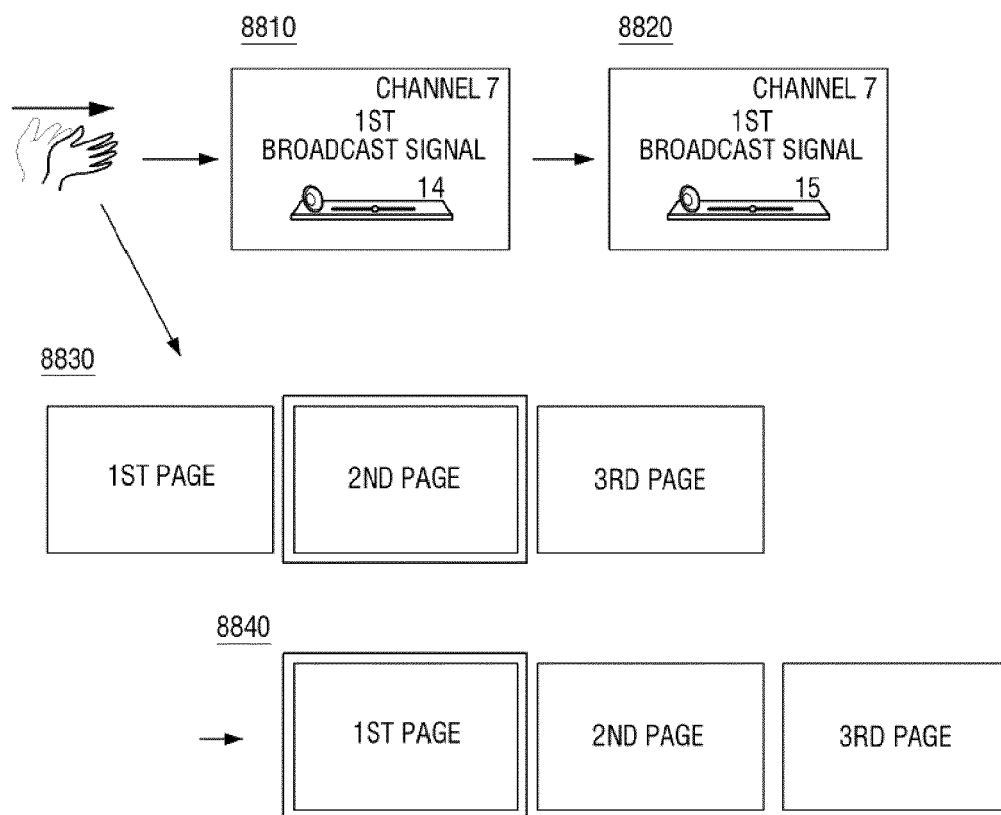 8810
CHANNEL 7
1ST
BROADCAST SIGNAL
14
8820
CHANNEL 7
1ST
BROADCAST SIGNAL
15
8830
1ST PAGE
2ND PAGE
3RD PAGE
8840
1ST PAGE
2ND PAGE
3RD PAGE